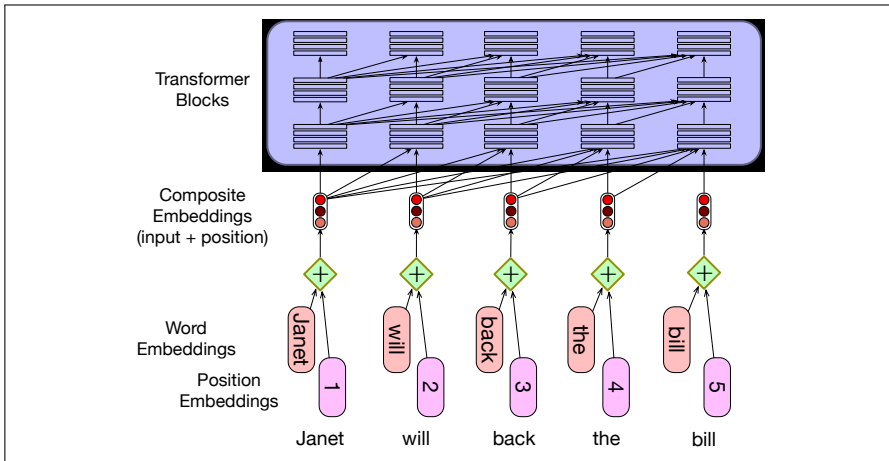 Transformer
Blocks
Composite
Embeddings
(input + position)
+ + + + +
Word
Embeddings
Janet will back the bill
Position
Embeddings
1 2 3 4 5
Janet will back the bill